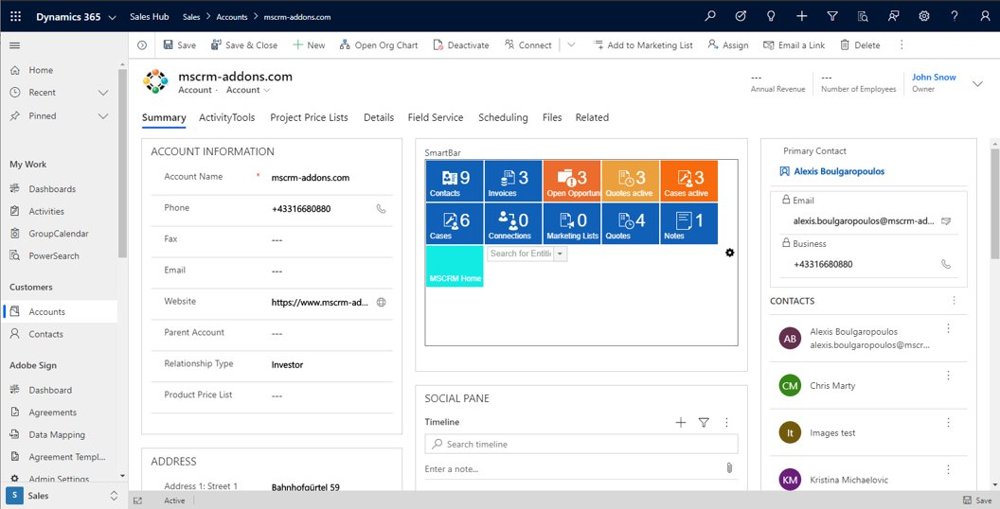 Dynamics 365
Sales Hub
Sales > Accounts > mscrm-addons.com
Save
Save & Close
New
Open Org Chart
Deactivate
Connect
Add to Marketing List
Assign
Email a Link
Delete
Home
Recent
Pinned
My Work
Dashboards
Activities
GroupCalendar
PowerSearch
Customers
Accounts
Contacts
Adobe Sign
Dashboard
Agreements
Data Mapping
Agreement Templ...
Admin Settings
S
Sales
mscrm-addons.com
Account · Account
---
Annual Revenue
---
Number of Employees
John Snow
Owner
Summary
ActivityTools
Project Price Lists
Details
Field Service
Scheduling
Files
Related
ACCOUNT INFORMATION
Account Name * mscrm-addons.com
Phone +43316680880
Fax ---
Email ---
Website https://www.mscrm-ad...
Parent Account ---
Relationship Type Investor
Product Price List ---
ADDRESS
Address 1: Street 1 Bahnhofgürtel 59
SmartBar
9
Contacts
3
Invoices
3
Open Opportun
3
Quotes active
3
Cases active
6
Cases
0
Connections
0
Marketing Lists
4
Quotes
1
Notes
MSCRM Home
Search for Entiti
SOCIAL PANE
Timeline
Search timeline
Enter a note...
Primary Contact
Alexis Boulgaropoulos
Email
alexis.boulgaropoulos@mscrm-ad...
Business
+43316680880
CONTACTS
AB
Alexis Boulgaropoulos
alexis.boulgaropoulos@mscr...
CM
Chris Marty
It
Images test
KM
Kristina Michaelovic
Active
Save